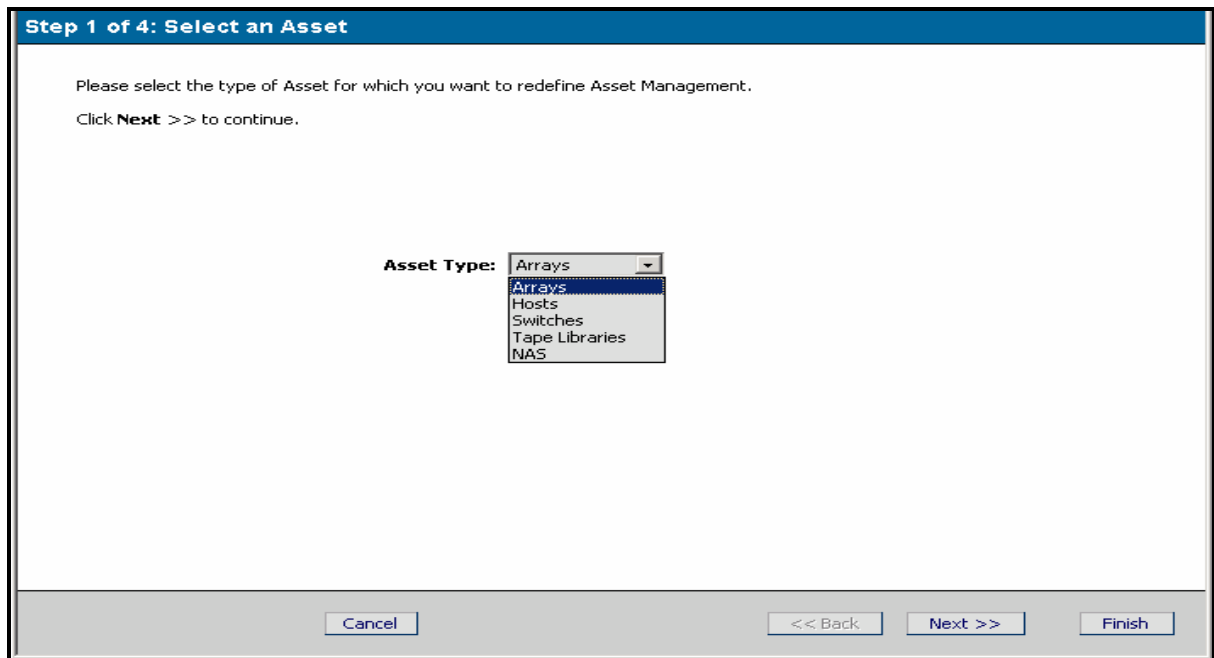 Step 1 of 4: Select an Asset
Please select the type of Asset for which you want to redefine Asset Management.
Click Next >> to continue.
Asset Type: Arrays
Arrays
Hosts
Switches
Tape Libraries
NAS
Cancel << Back Next >> Finish